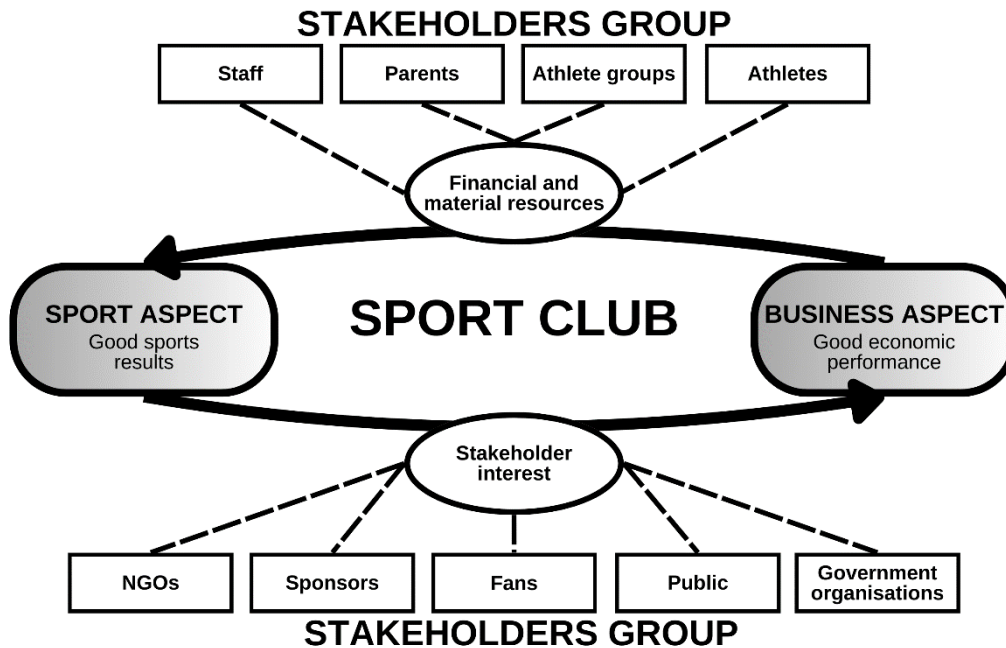 STAKEHOLDERS GROUP
Staff
Parents
Athlete groups
Athletes
Financial and
material resources
SPORT ASPECT
Good sports
results
SPORT CLUB
BUSINESS ASPECT
Good economic
performance
Stakeholder
interest
NGOs
Sponsors
Fans
Public
Government
organisations
STAKEHOLDERS GROUP